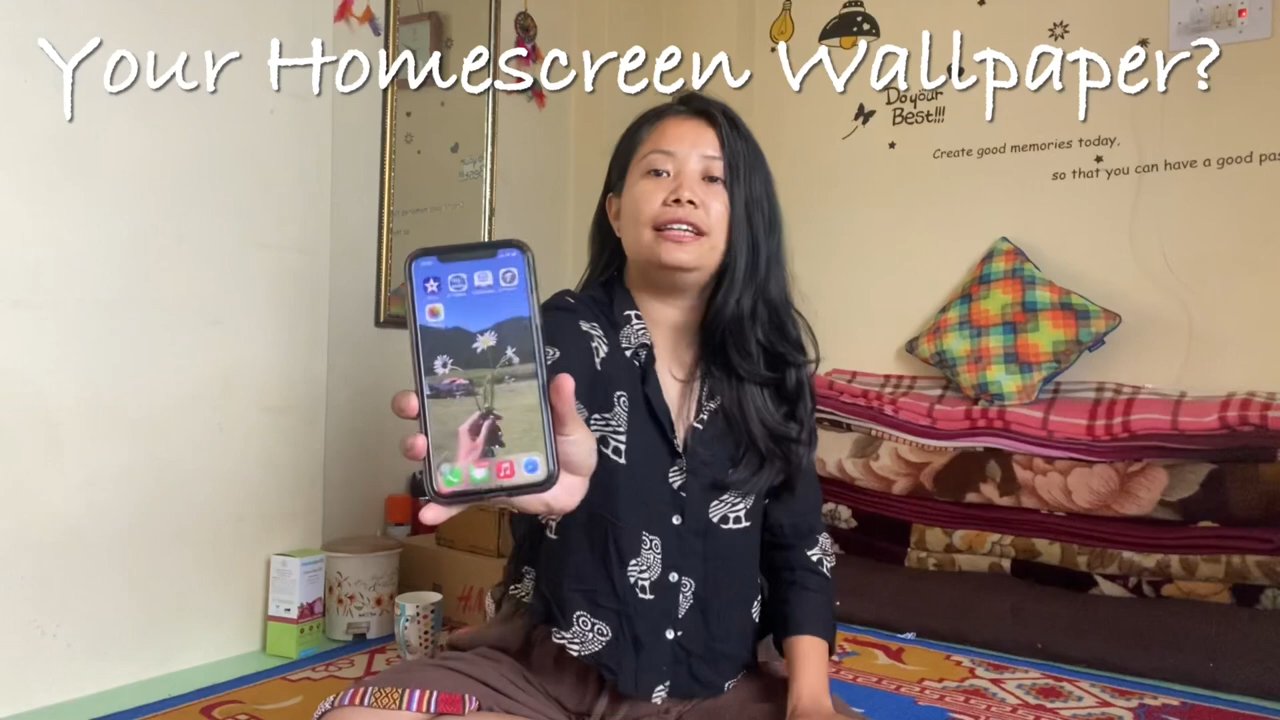 Your Homescreen Wallpaper?
Do your
Best!!!
Create good memories today,
so that you can have a good pas
H&M